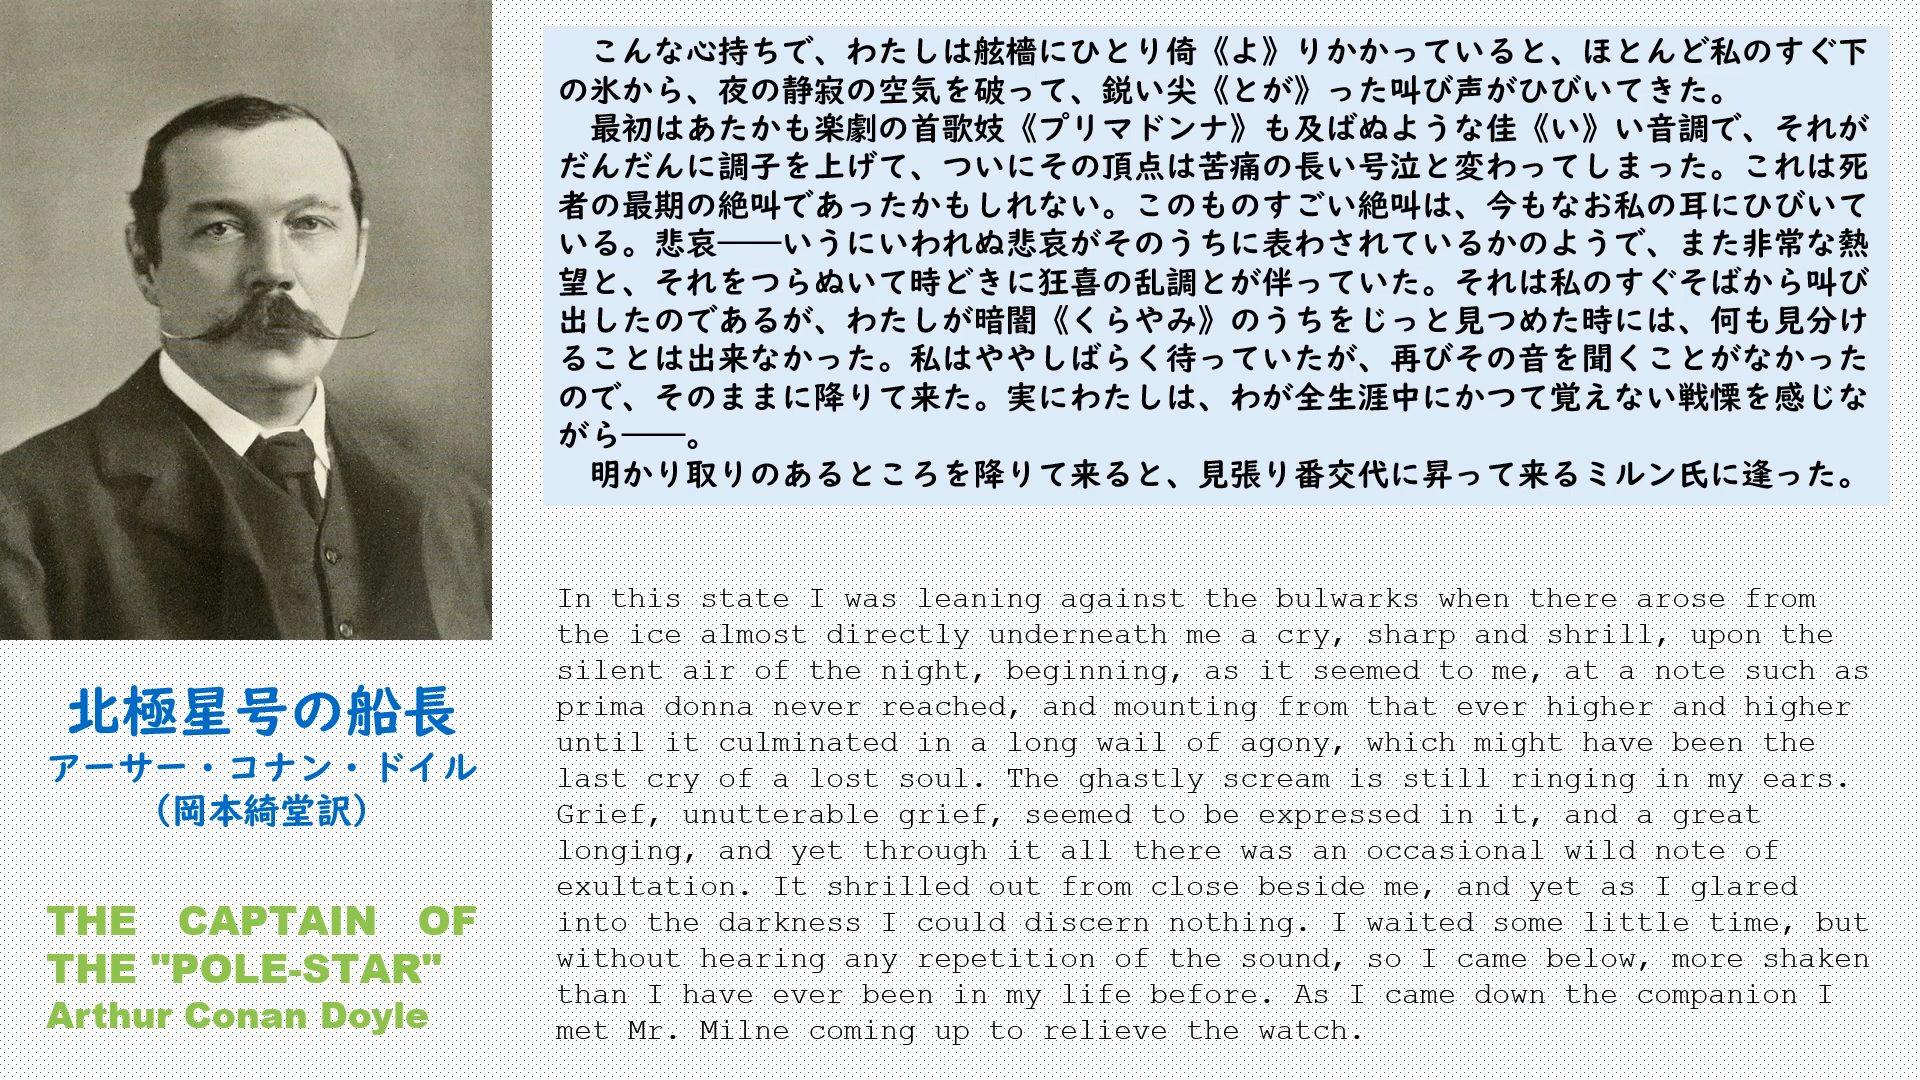 こんな心持ちで、わたしは舷檣にひとり倚《よ》りかかっていると、ほとんど私のすぐ下
の氷から、夜の静寂の空気を破って、鋭い尖《とが》った叫び声がひびいてきた。
最初はあたかも楽劇の首歌妓《プリマドンナ》も及ばぬような佳《い》い音調で、それが
だんだんに調子を上げて、ついにその頂点は苦痛の長い号泣と変わってしまった。これは死
者の最期の絶叫であったかもしれない。このものすごい絶叫は、今もなお私の耳にひびいて
いる。悲哀――いうにいわれぬ悲哀がそのうちに表わされているかのようで、また非常な熱
望と、それをつらぬいて時どきに狂喜の乱調とが伴っていた。それは私のすぐそばから叫び
出したのであるが、わたしが暗闇《くらやみ》のうちをじっと見つめた時には、何も見分け
ることは出来なかった。私はややしばらく待っていたが、再びその音を聞くことがなかった
ので、そのままに降りて来た。実にわたしは、わが全生涯中にかつて覚えない戦慄を感じな
がら――。
明かり取りのあるところを降りて来ると、見張り番交代に昇って来るミルン氏に逢った。
In this state I was leaning against the bulwarks when there arose from
the ice almost directly underneath me a cry, sharp and shrill, upon the
silent air of the night, beginning, as it seemed to me, at a note such as
prima donna never reached, and mounting from that ever higher and higher
until it culminated in a long wail of agony, which might have been the
last cry of a lost soul. The ghastly scream is still ringing in my ears.
Grief, unutterable grief, seemed to be expressed in it, and a great
longing, and yet through it all there was an occasional wild note of
exultation. It shrilled out from close beside me, and yet as I glared
into the darkness I could discern nothing. I waited some little time, but
without hearing any repetition of the sound, so I came below, more shaken
than I have ever been in my life before. As I came down the companion I
met Mr. Milne coming up to relieve the watch.
北極星号の船長
アーサー・コナン・ドイル
（岡本綺堂訳）
THE CAPTAIN OF
THE "POLE-STAR"
Arthur Conan Doyle